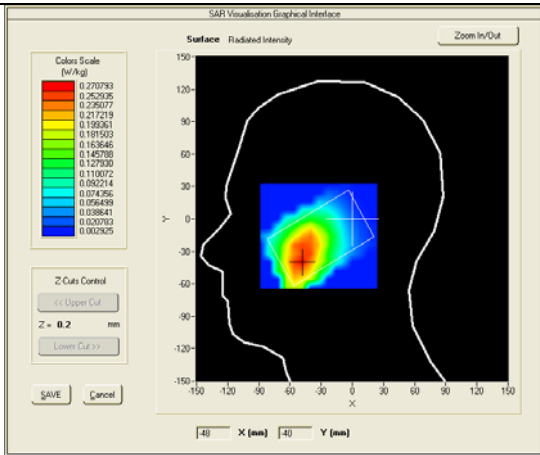 SAR Visualisation Graphical Interface
Surface Radiated Intensity
Zoom In/Out
Colors Scale
(W/kg)
0.270793
0.252935
0.235077
0.217219
0.199361
0.181503
0.163646
0.145788
0.127930
0.110072
0.092214
0.074356
0.056499
0.038641
0.020783
0.002925
Z-Cuts Control
<< Upper Cut
Z = 0.2 mm
Lower Cut >>
SAVE Cancel
150-
120-
90-
60-
30-
Y 0-
-30-
-60-
-90-
-120-
-150-
-150 -120 -90 -60 -30 0 30 60 90 120 150
X
-48 X (mm) -40 Y (mm)